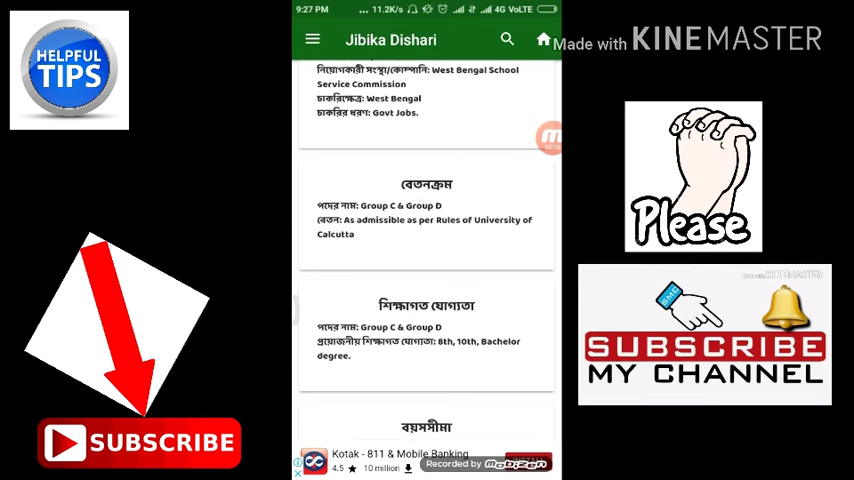 HELPFUL
TIPS
9:27 PM
... 11.2K/s
4G VoLTE
Jibika Dishari
Made with KINEMASTER
নিয়োগকারী সংস্থা/কোম্পানি: West Bengal School
Service Commission
চাকরিক্ষেত্র: West Bengal
চাকরির ধরণ: Govt Jobs.
বেতনক্রম
পদের নাম: Group C & Group D
বেতন: As admissible as per Rules of University of
Calcutta
শিক্ষাগত যোগ্যতা
পদের নাম: Group C & Group D
প্রয়োজনীয় শিক্ষাগত যোগ্যতা: 8th, 10th, Bachelor
degree.
বয়সসীমা
Kotak - 811 & Mobile Banking
4.5 ★ 10 million
Recorded by mobizen
Please
SMC
SUBSCRIBE
MY CHANNEL
SUBSCRIBE